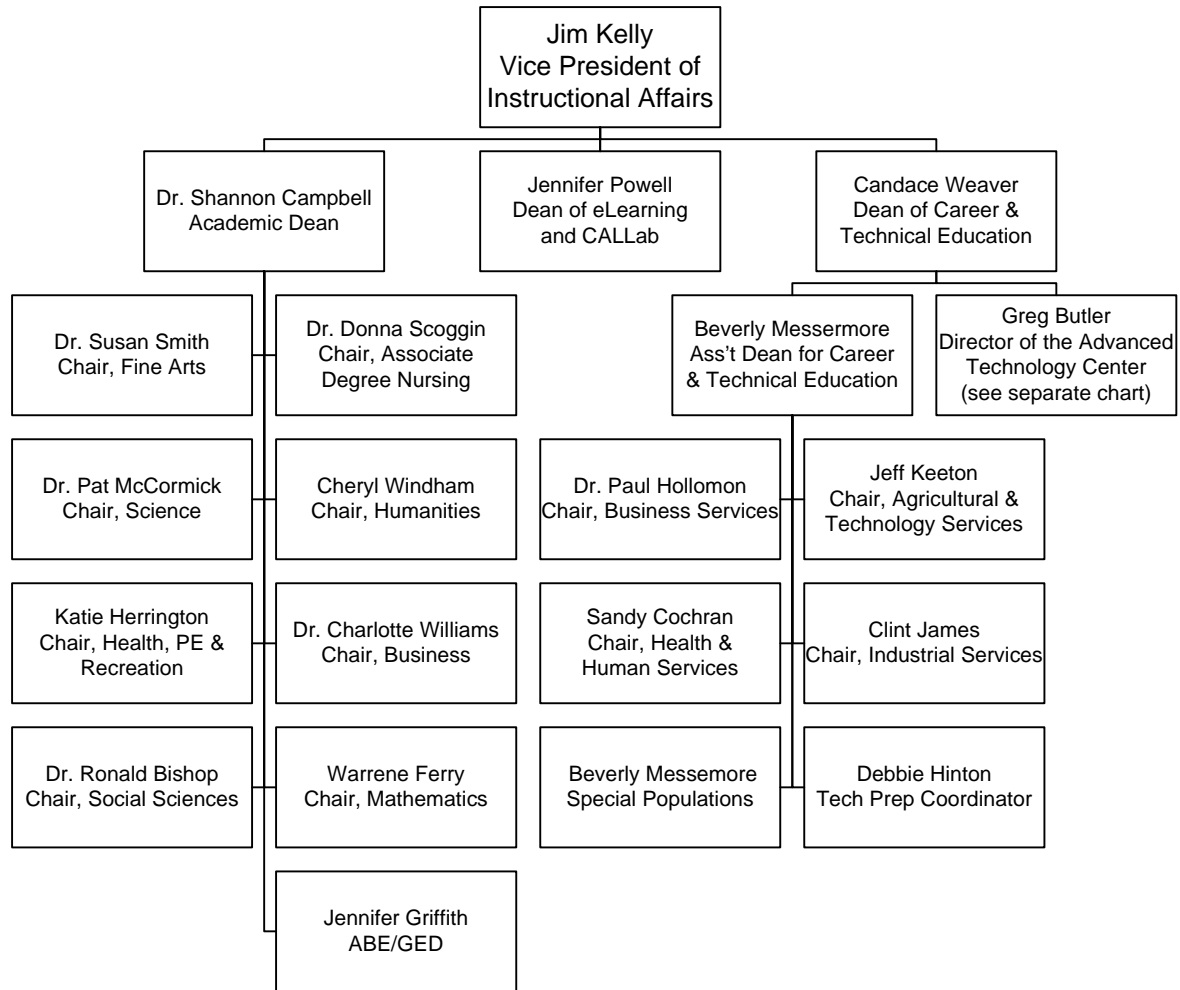 Jim Kelly
Vice President of
Instructional Affairs
Dr. Shannon Campbell
Academic Dean
Jennifer Powell
Dean of eLearning
and CALLab
Candace Weaver
Dean of Career &
Technical Education
Dr. Susan Smith
Chair, Fine Arts
Dr. Donna Scoggin
Chair, Associate
Degree Nursing
Beverly Messermore
Ass't Dean for Career
& Technical Education
Greg Butler
Director of the Advanced
Technology Center
(see separate chart)
Dr. Pat McCormick
Chair, Science
Cheryl Windham
Chair, Humanities
Dr. Paul Hollomon
Chair, Business Services
Jeff Keeton
Chair, Agricultural &
Technology Services
Katie Herrington
Chair, Health, PE &
Recreation
Dr. Charlotte Williams
Chair, Business
Sandy Cochran
Chair, Health &
Human Services
Clint James
Chair, Industrial Services
Dr. Ronald Bishop
Chair, Social Sciences
Warrene Ferry
Chair, Mathematics
Beverly Messemore
Special Populations
Debbie Hinton
Tech Prep Coordinator
Jennifer Griffith
ABE/GED